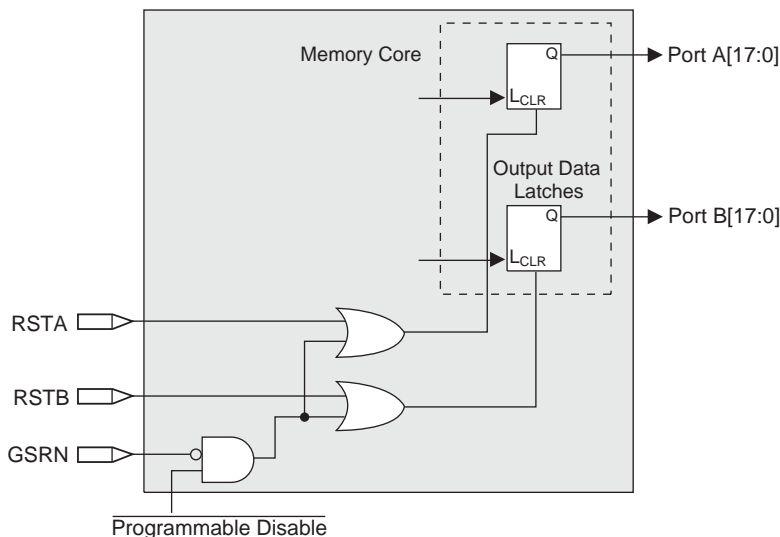 Memory Core
Q
Port A[17:0]
LCLR
Output Data
Latches
Q
Port B[17:0]
LCLR
RSTA
RSTB
GSRN
Programmable Disable